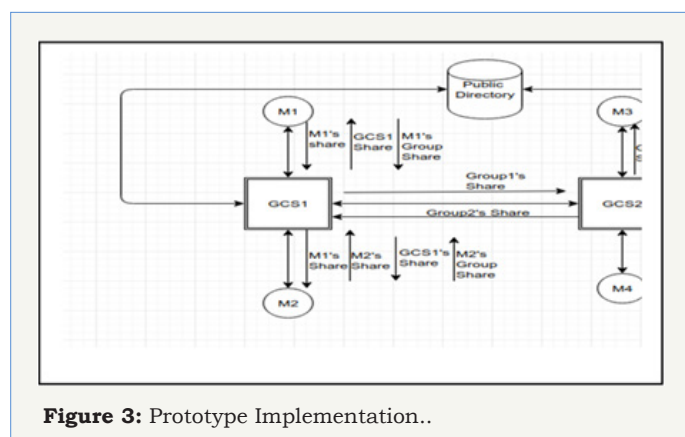 Public
Directory
M1
M3
M1's
share
GCS1
Share
M1's
Group
Share
Group1's
Share
GCS1
GCS2
Group2's Share
M1's
Share
M2's
Share
GCS1's
Share
M2's
Group
Share
M2
M4
Figure 3: Prototype Implementation..